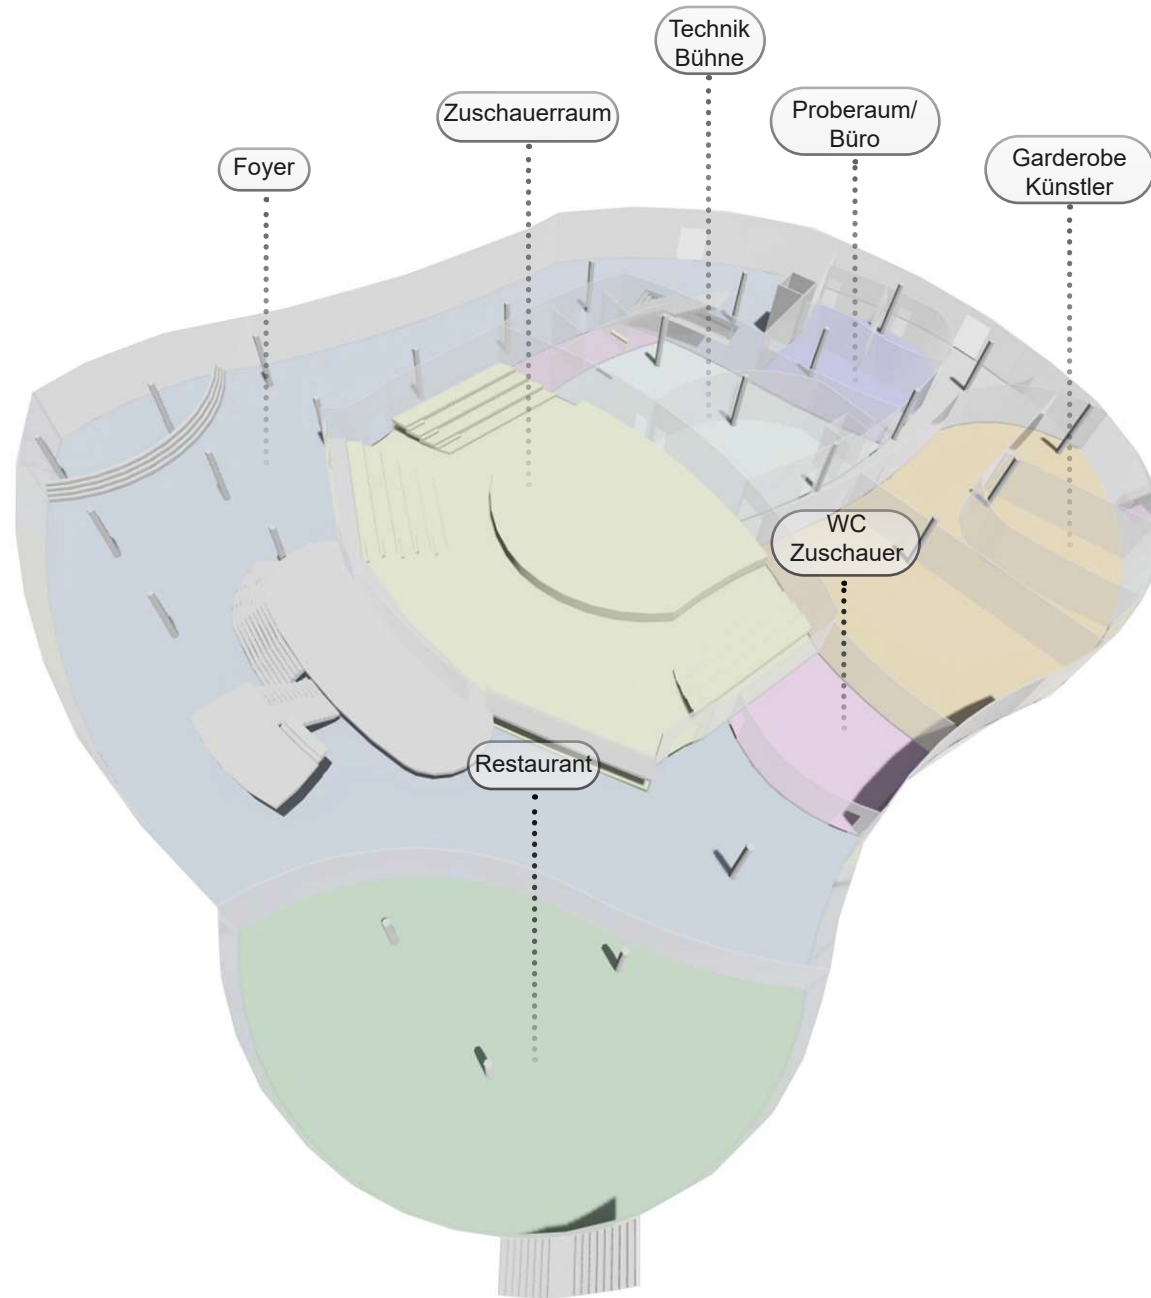 Technik
Bühne
Zuschauerraum
Proberaum/
Büro
Foyer
Garderobe
Künstler
WC
Zuschauer
Restaurant